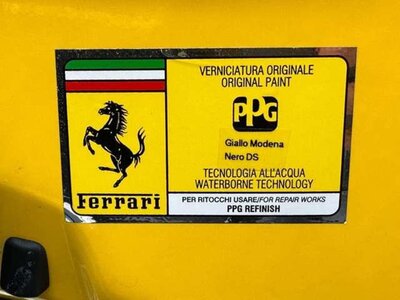 VERNICIATURA ORIGINALE
ORIGINAL PAINT
PPG
Giallo Modena
Nero DS
TECNOLOGIA ALL'ACQUA
WATERBORNE TECHNOLOGY
Ferrari
PER RITOCCHI USARE/FOR REPAIR WORKS
PPG REFINISH